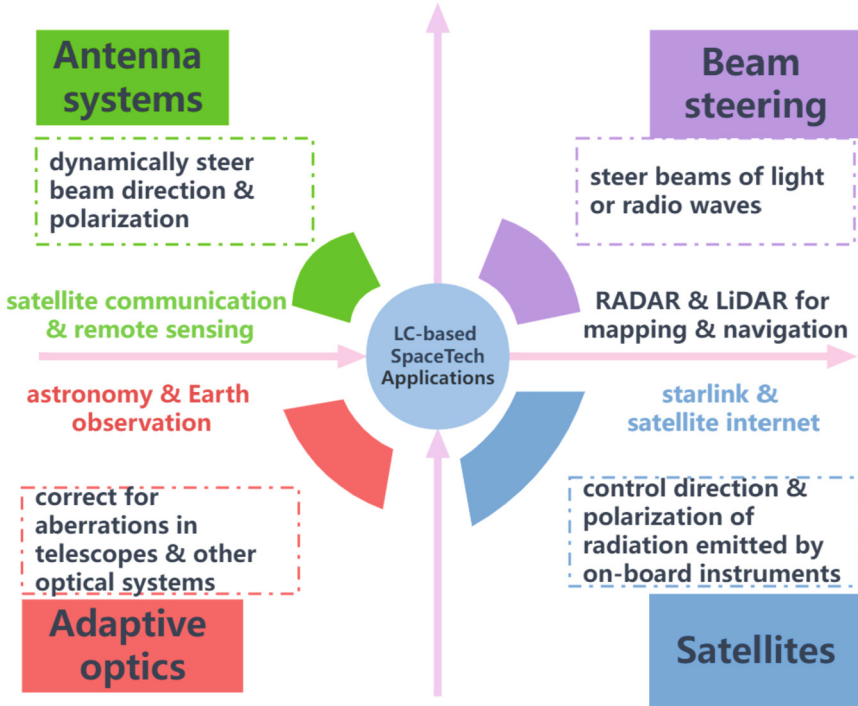 Antenna
systems
dynamically steer
beam direction &
polarization
satellite communication
& remote sensing
Beam
steering
steer beams of light
or radio waves
RADAR & LiDAR for
mapping & navigation
LC-based
SpaceTech
Applications
astronomy & Earth
observation
correct for
aberrations in
telescopes & other
optical systems
Adaptive
optics
starlink &
satellite internet
control direction &
polarization of
radiation emitted by
on-board instruments
Satellites